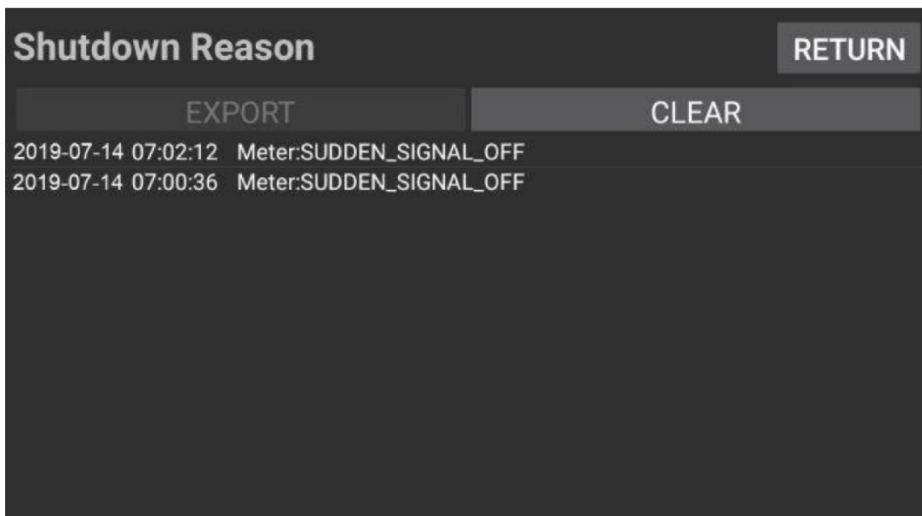 Shutdown Reason
RETURN
EXPORT
CLEAR
2019-07-14 07:02:12 Meter:SUDDEN_SIGNAL_OFF
2019-07-14 07:00:36 Meter:SUDDEN_SIGNAL_OFF